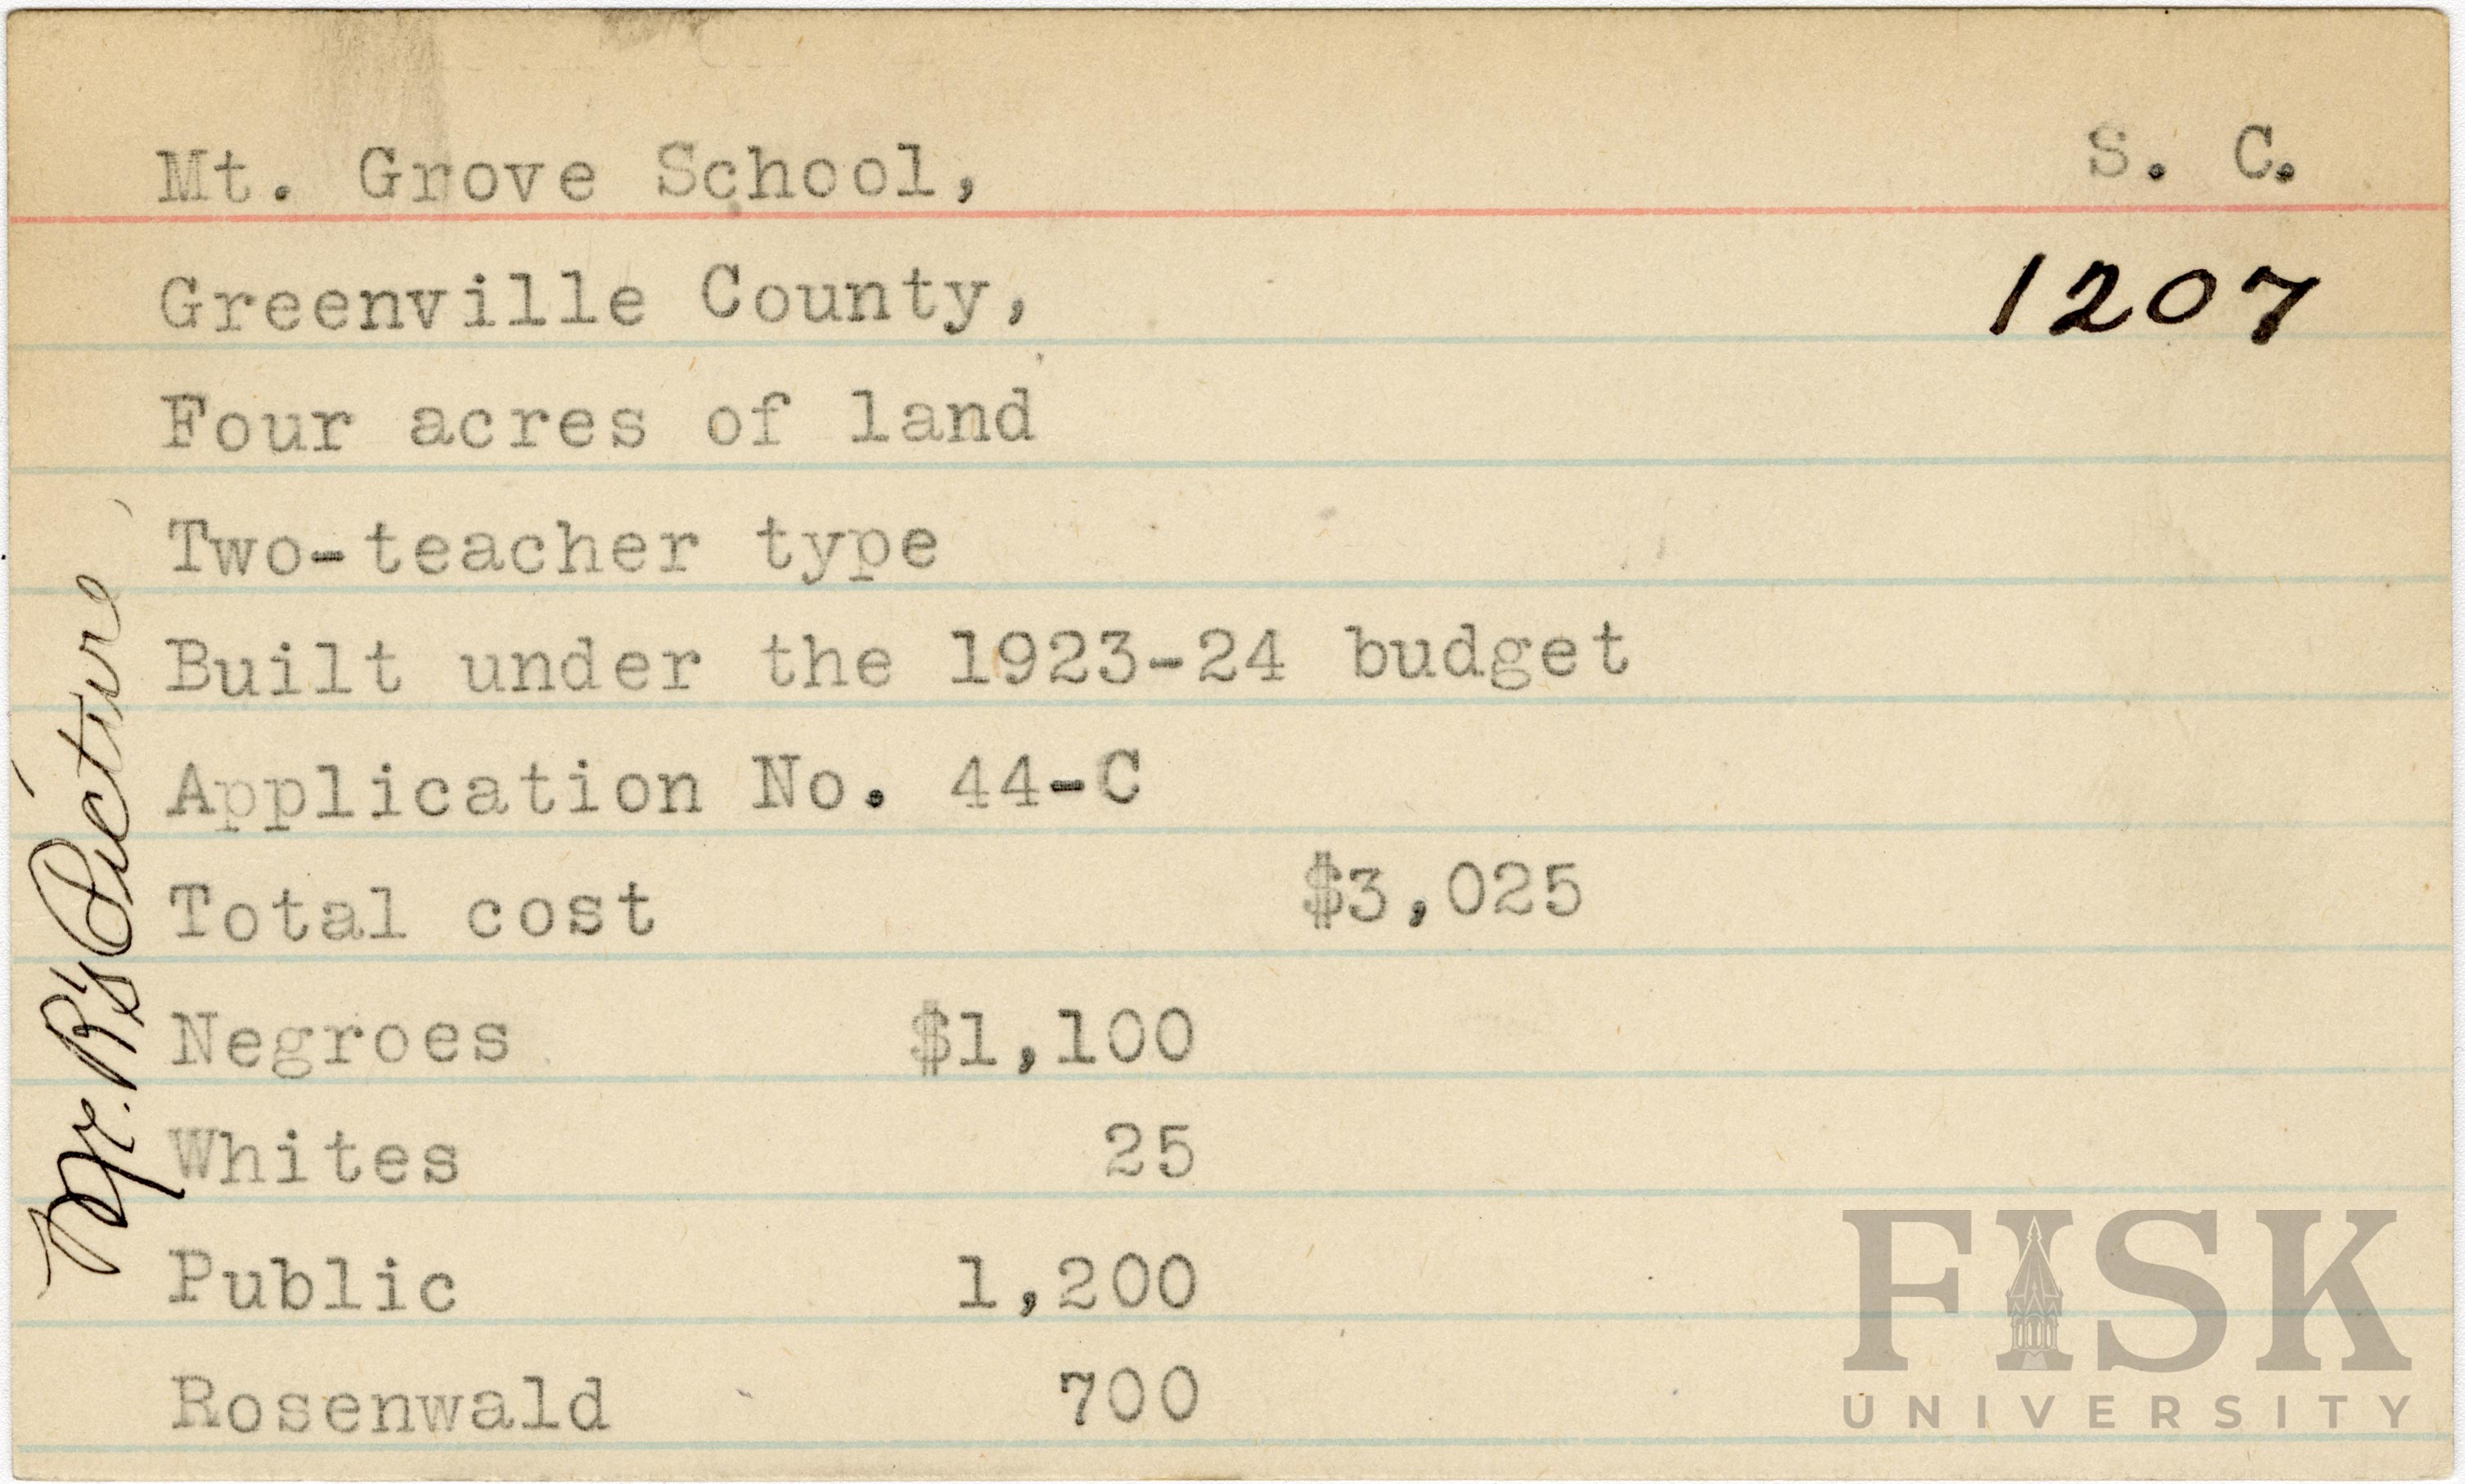 Mt. Grove School, S. C.
Greenville County, 1207
Four acres of land
Two-teacher type
Built under the 1923-24 budget
Application No. 44-C
Total cost $3,025
Negroes $1,100
Whites 25
Public 1,200
Rosenwald 700
Mr. R's Picture
FISK
UNIVERSITY